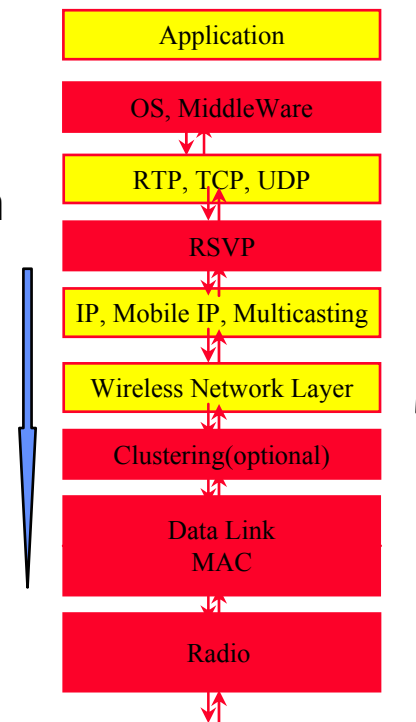 Application
OS, MiddleWare
RTP, TCP, UDP
n
RSVP
IP, Mobile IP, Multicasting
Wireless Network Layer
Clustering(optional)
Data Link
MAC
Radio